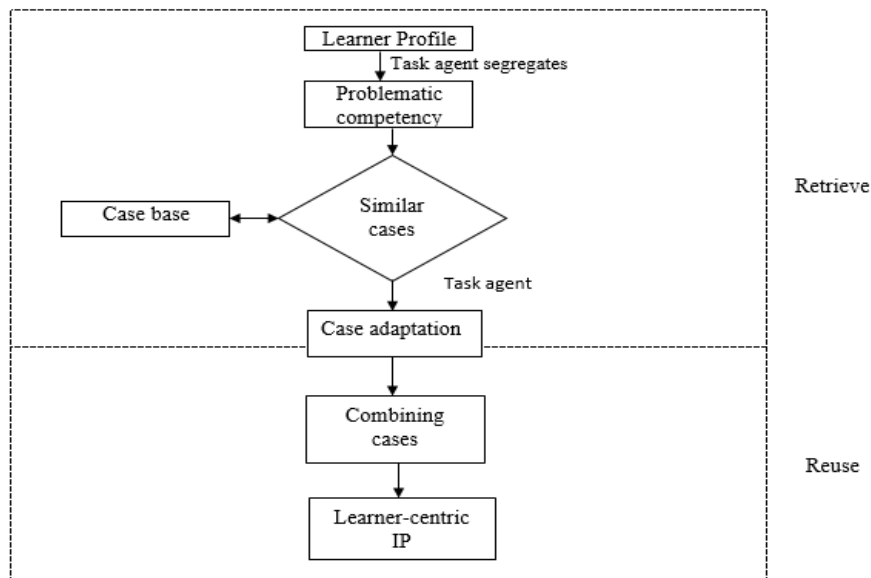 Learner Profile
Task agent segregates
Problematic
competency
Retrieve
Case base
Similar
cases
Task agent
Case adaptation
Combining
cases
Reuse
Learner-centric
IP